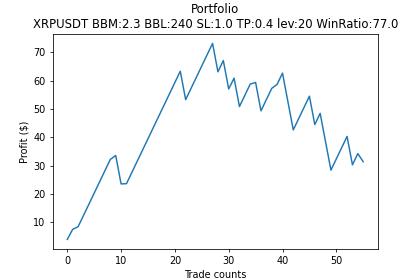 Portfolio
XRPUSDT BBM:2.3 BBL:240 SL:1.0 TP:0.4 lev:20 WinRatio:77.0
Profit ($)
70
60
50
40
30
20
10
0 10 20 30 40 50
Trade counts